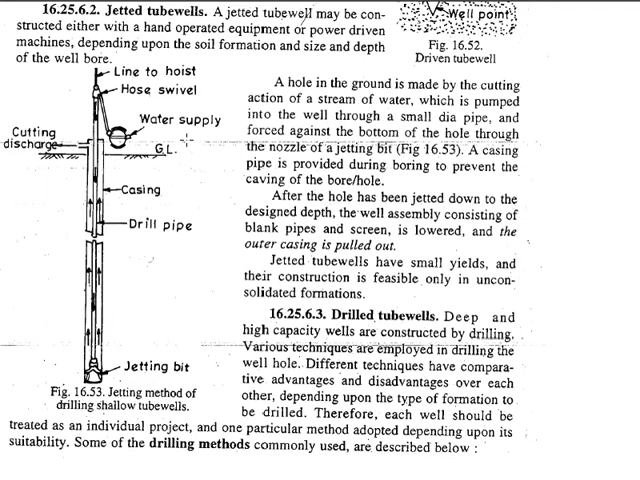 16.25.6.2. Jetted tubewells. A jetted tubewell may be con-
structed either with a hand operated equipment or power driven
machines, depending upon the soil formation and size and depth
of the well bore.
Well point
Fig. 16.52.
Driven tubewell
Line to hoist
Hose swivel
Water supply
Cutting
discharge
G.L.
Casing
Drill pipe
Jetting bit
Fig. 16.53. Jetting method of
drilling shallow tubewells.
A hole in the ground is made by the cutting
action of a stream of water, which is pumped
into the well through a small dia pipe, and
forced against the bottom of the hole through
the nozzle of a jetting bit (Fig 16.53). A casing
pipe is provided during boring to prevent the
caving of the bore/hole.
After the hole has been jetted down to the
designed depth, the well assembly consisting of
blank pipes and screen, is lowered, and the
outer casing is pulled out.
Jetted tubewells have small yields, and
their construction is feasible only in uncon-
solidated formations.
16.25.6.3. Drilled tubewells. Deep and
high capacity wells are constructed by drilling.
Various techniques are employed in drilling the
well hole. Different techniques have compara-
tive advantages and disadvantages over each
other, depending upon the type of formation to
be drilled. Therefore, each well should be
treated as an individual project, and one particular method adopted depending upon its
suitability. Some of the drilling methods commonly used, are described below :